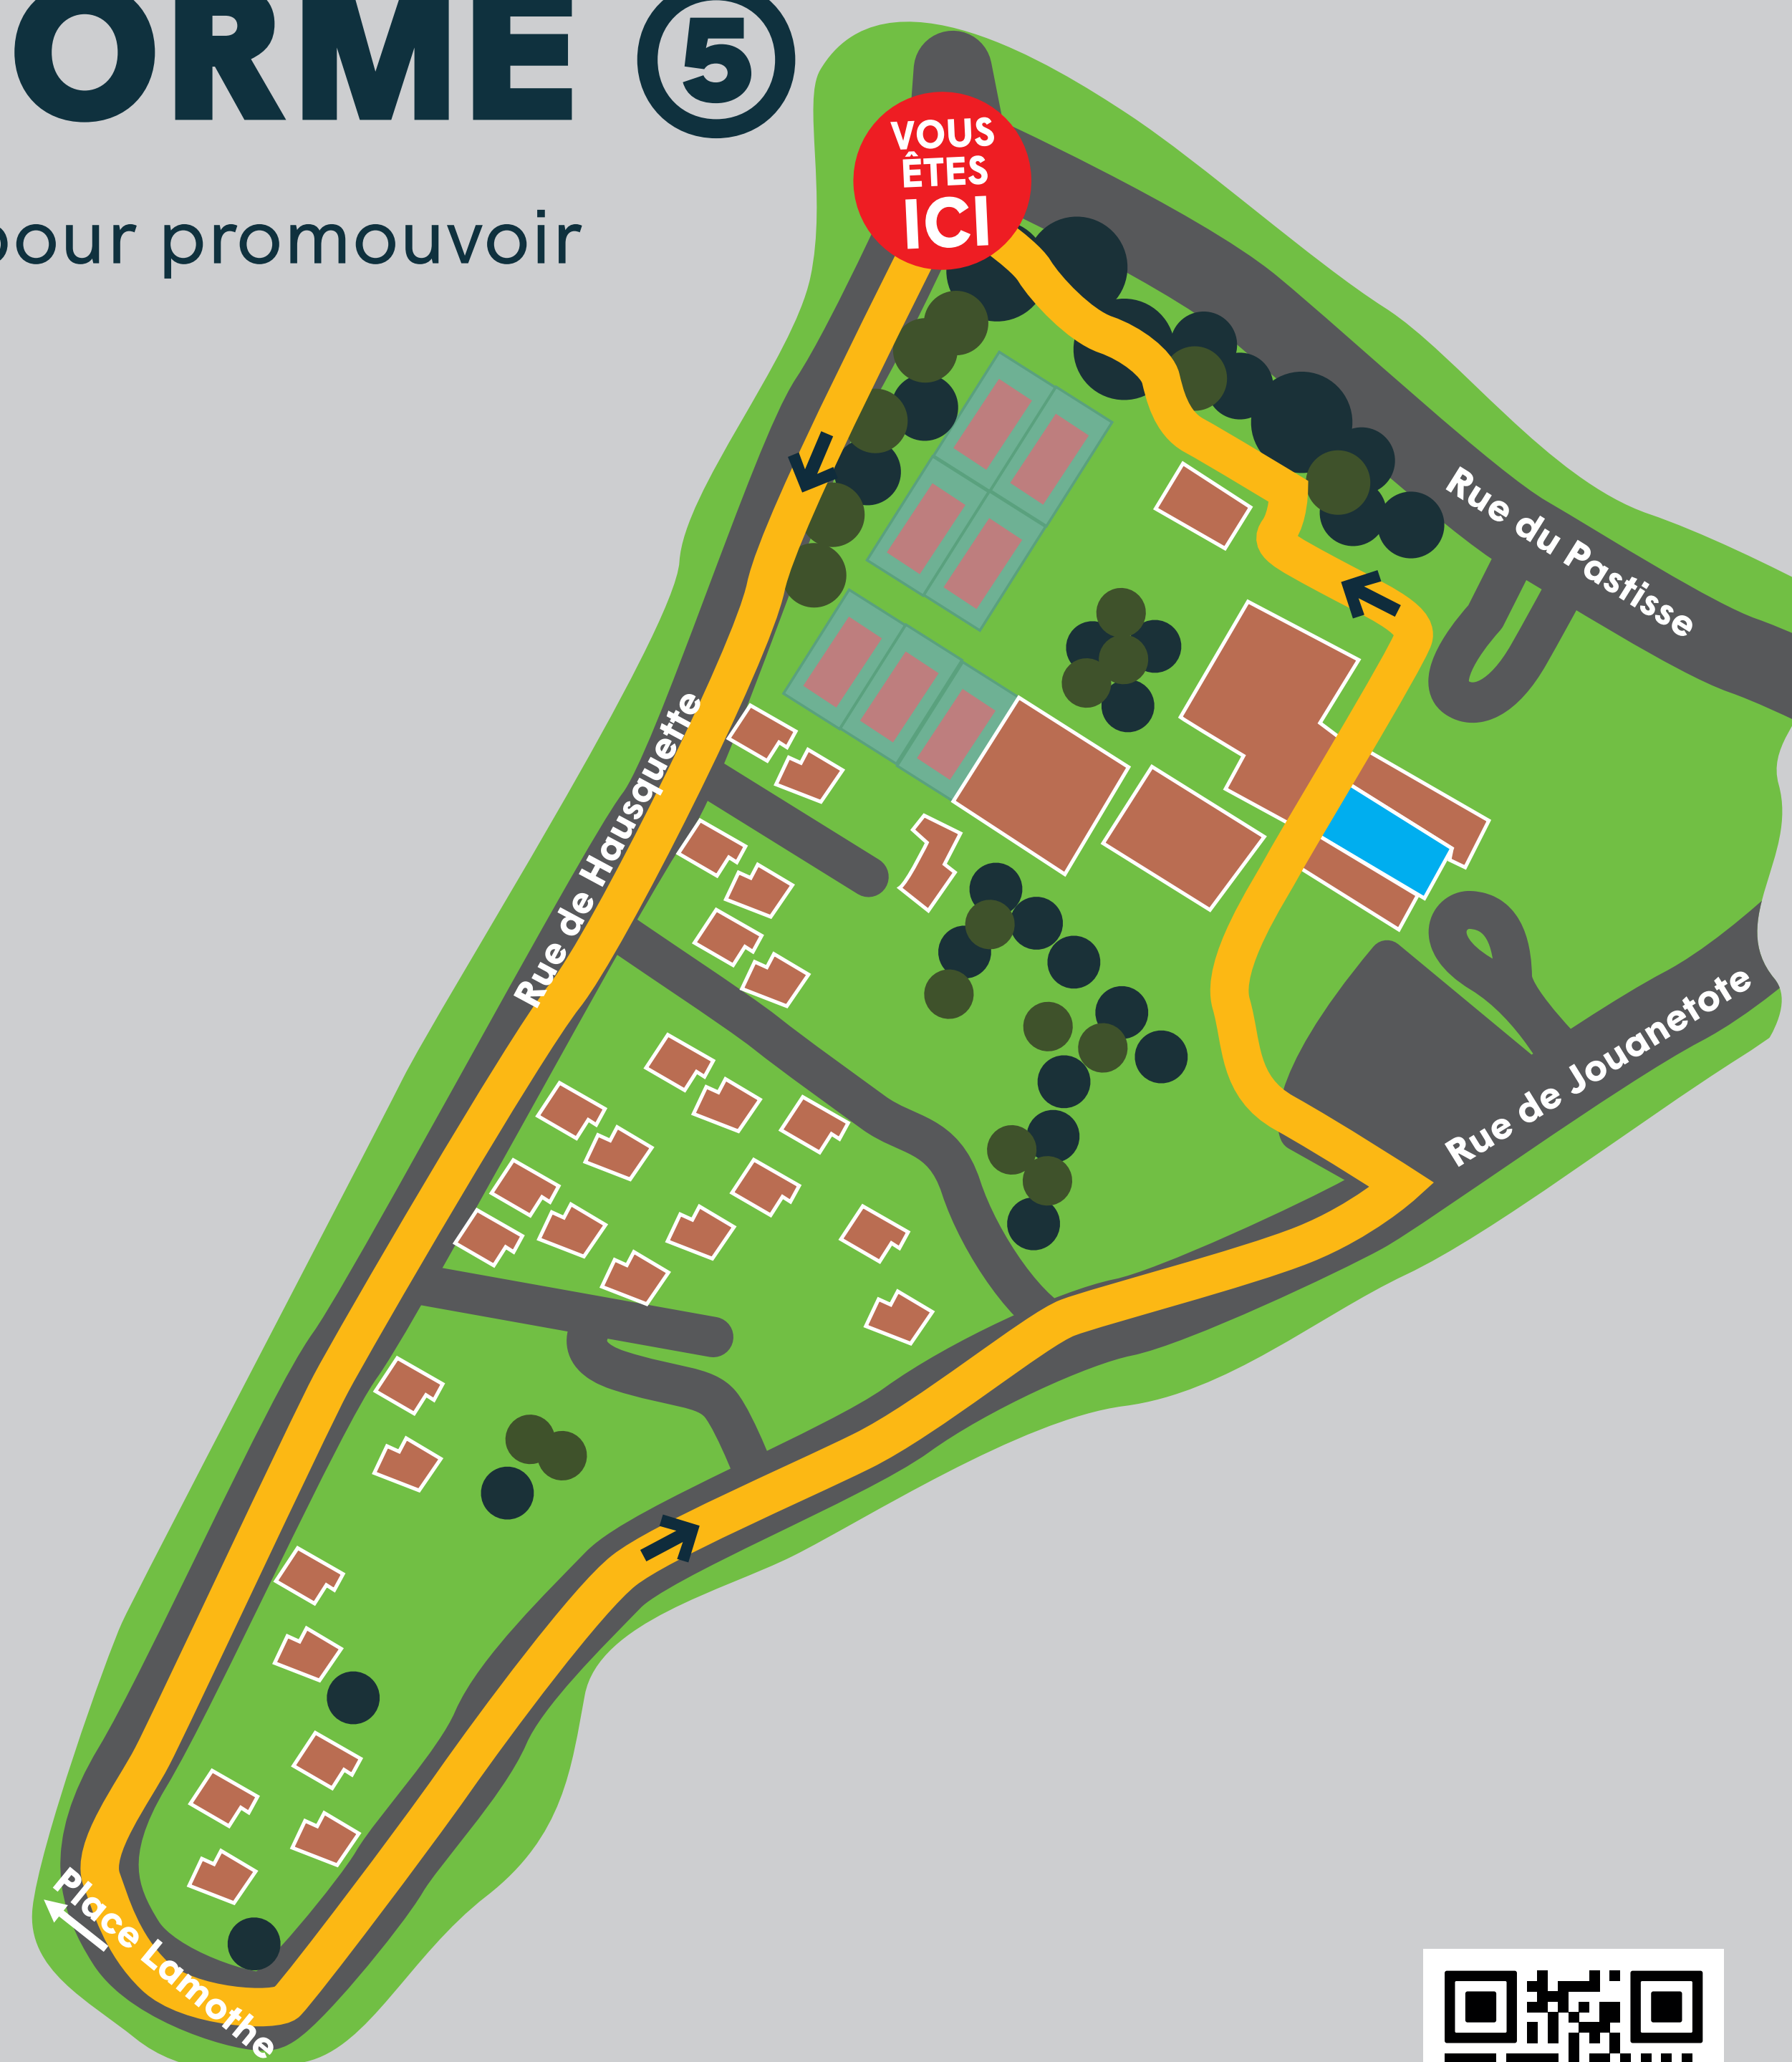 ORME 5
pour promouvoir
VOUS
ÊTES
ICI
Rue du Pastisse
Rue de Hausquette
Rue de Jouanetote
Place Lamothe